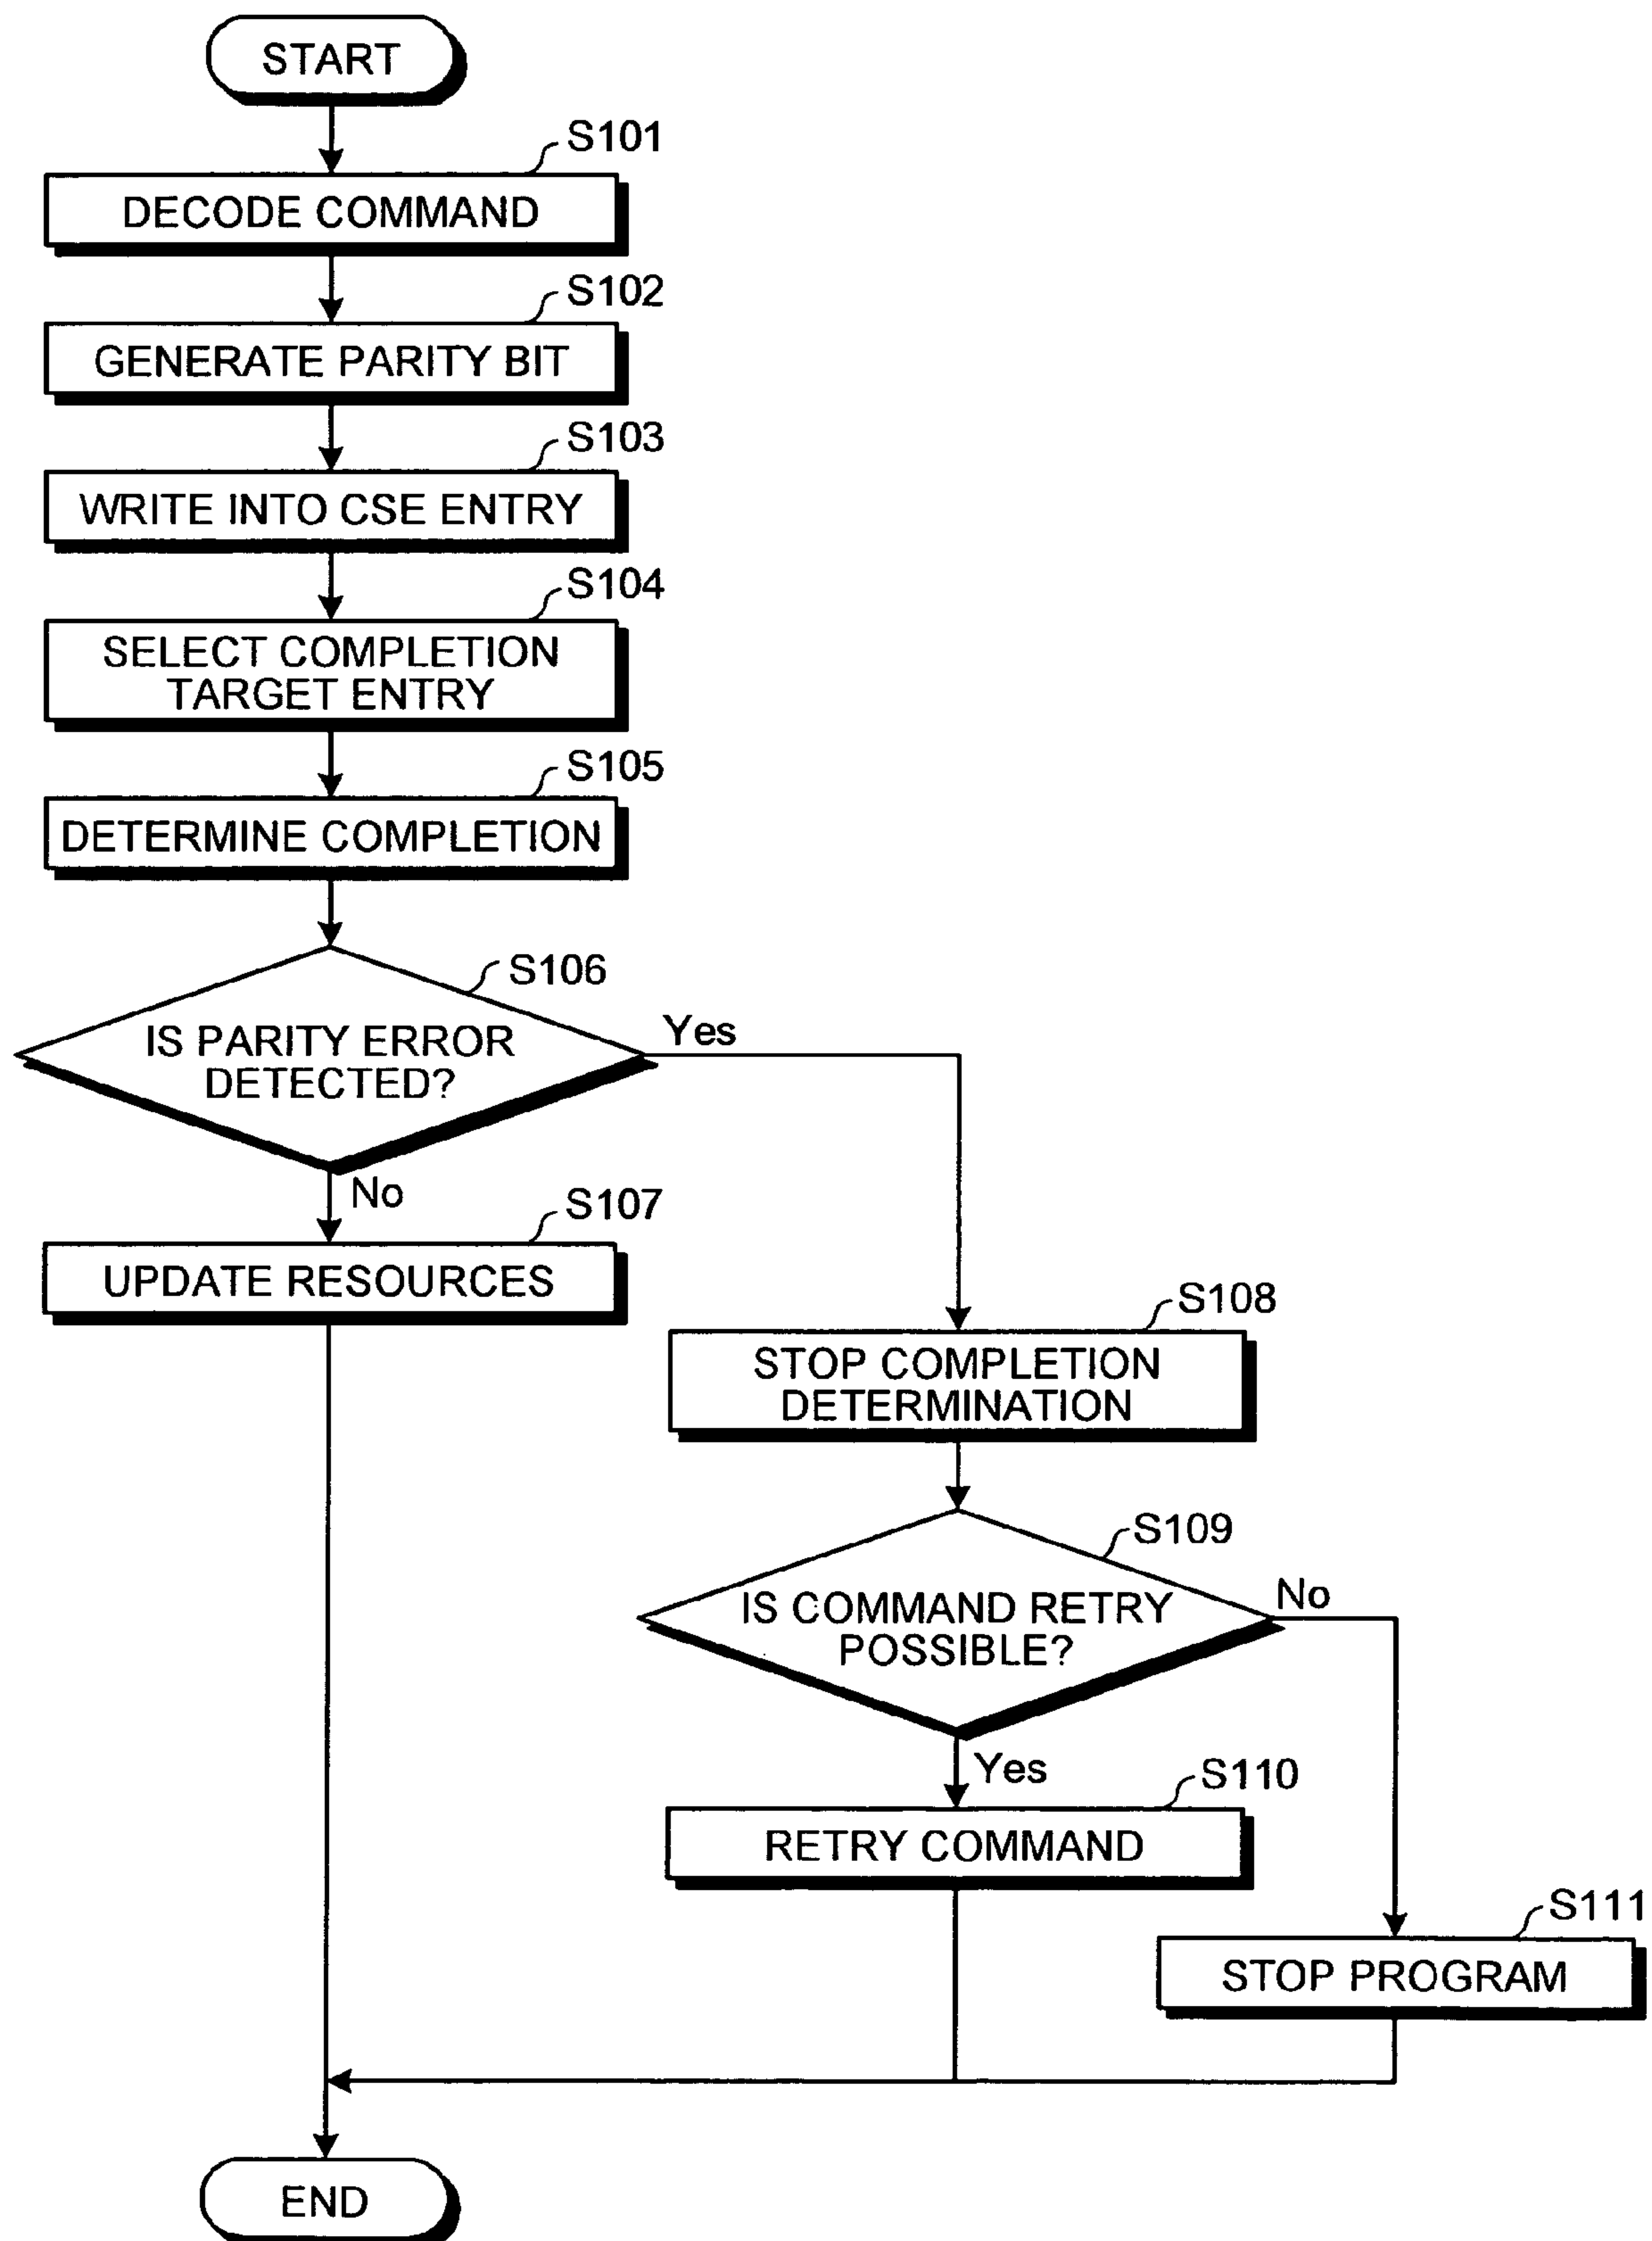 START
S101
DECODE COMMAND
S102
GENERATE PARITY BIT
S103
WRITE INTO CSE ENTRY
S104
SELECT COMPLETION
TARGET ENTRY
S105
DETERMINE COMPLETION
S106
IS PARITY ERROR
DETECTED?
Yes
No
S107
UPDATE RESOURCES
S108
STOP COMPLETION
DETERMINATION
S109
IS COMMAND RETRY
POSSIBLE?
No
Yes
S110
RETRY COMMAND
S111
STOP PROGRAM
END